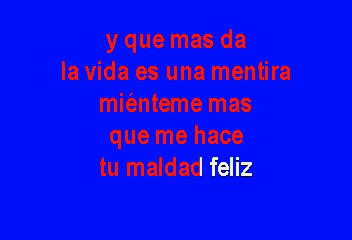 y que mas da
la vida es una mentira
miénteme mas
que me hace
tu maldad feliz